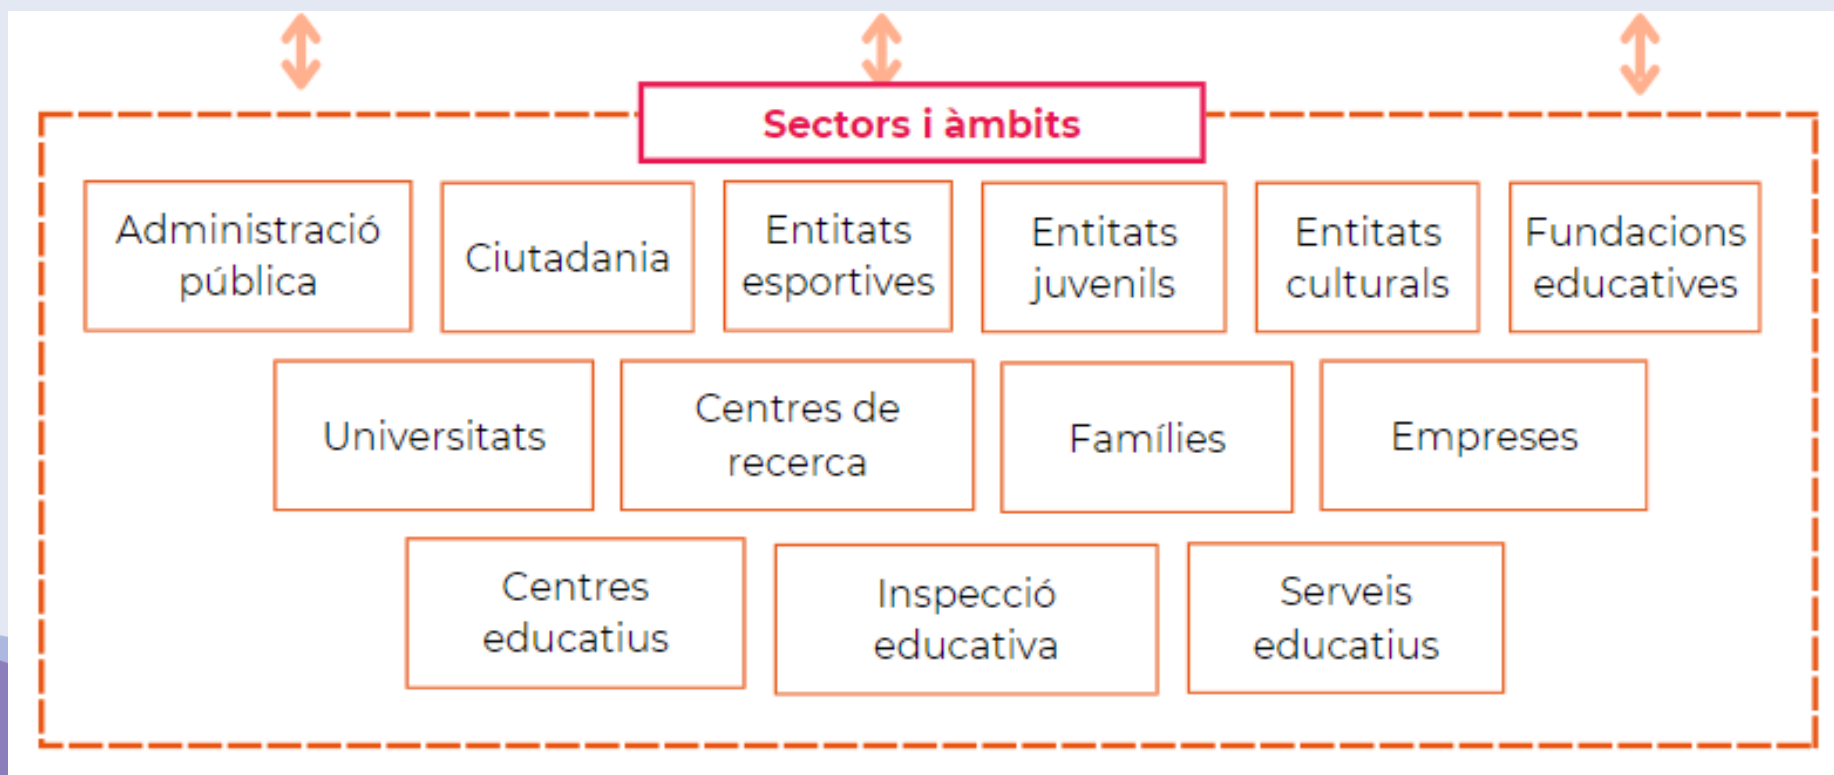 Sectors i àmbits
Administració
pública
Ciutadania
Entitats
esportives
Entitats
juvenils
Entitats
culturals
Fundacions
educatives
Universitats
Centres de
recerca
Famílies
Empreses
Centres
educatius
Inspecció
educativa
Serveis
educatius